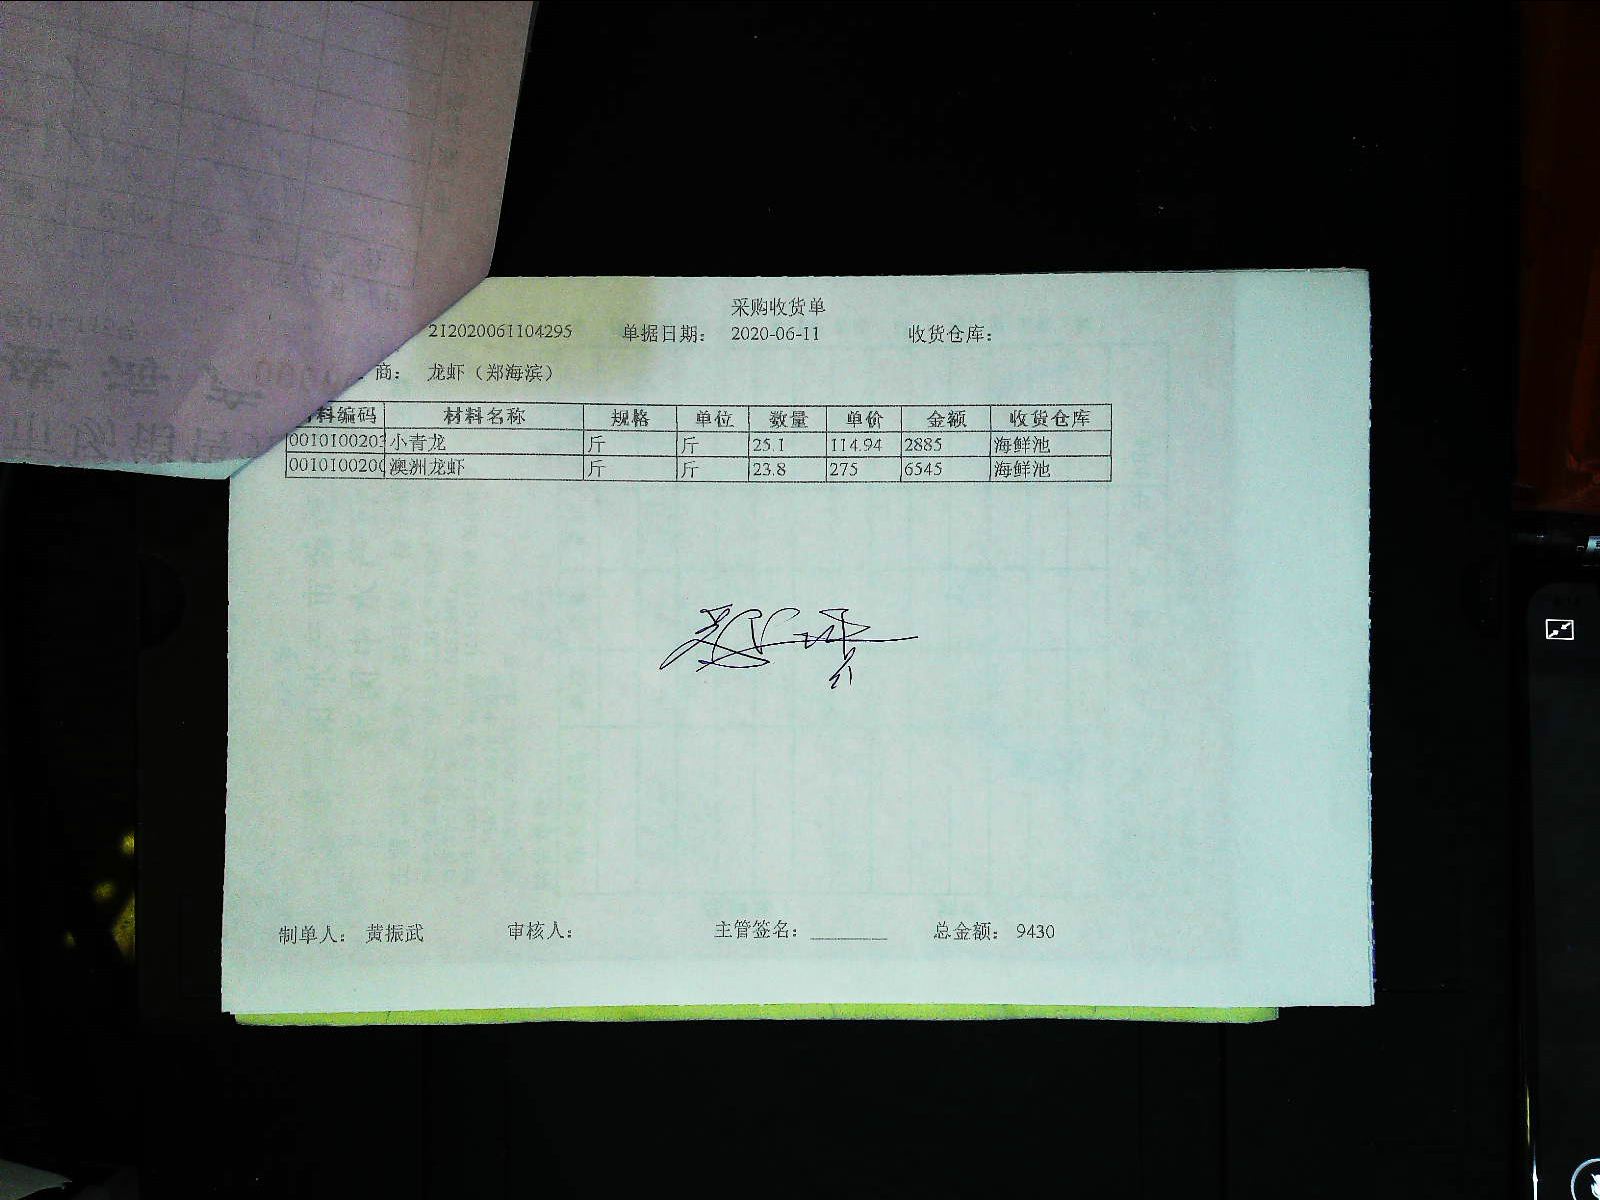 采购收货单
212020061104295 单据日期: 2020-06-11 收货仓库:
商: 龙虾（郑海滨）
料编码 材料名称 规格 单位 数量 单价 金额 收货仓库
0010100203 小青龙 斤 斤 25.1 114.94 2885 海鲜池
001010020 澳洲龙虾 斤 斤 23.8 275 6545 海鲜池
制单人: 黄振武 审核人: 主管签名: ________ 总金额: 9430